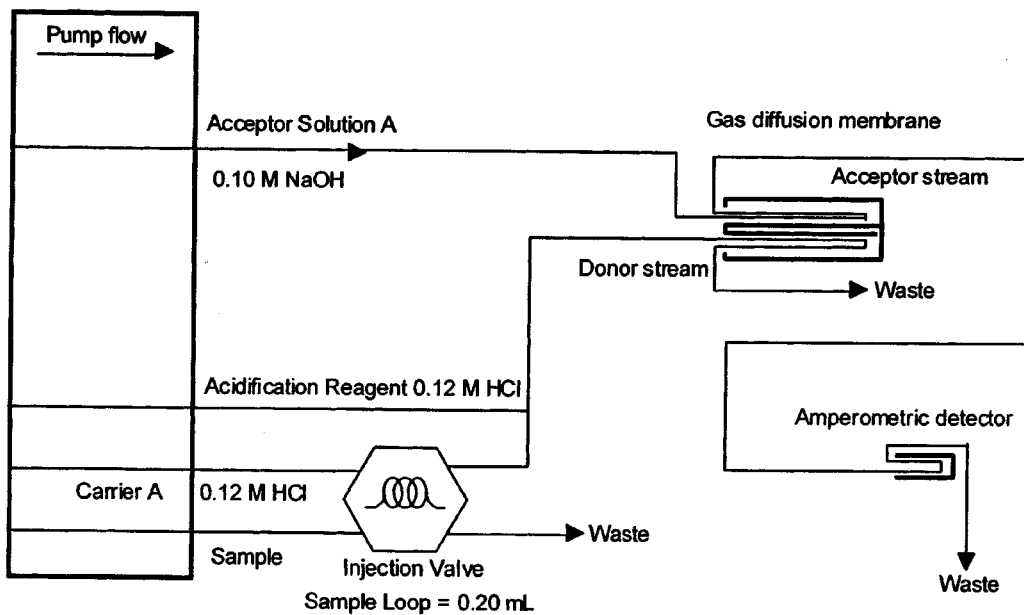 Pump flow
Acceptor Solution A
0.10 M NaOH
Gas diffusion membrane
Acceptor stream
Donor stream
Waste
Acidification Reagent 0.12 M HCl
Amperometric detector
Carrier A
0.12 M HCl
Waste
Sample
Injection Valve
Sample Loop = 0.20 mL
Waste